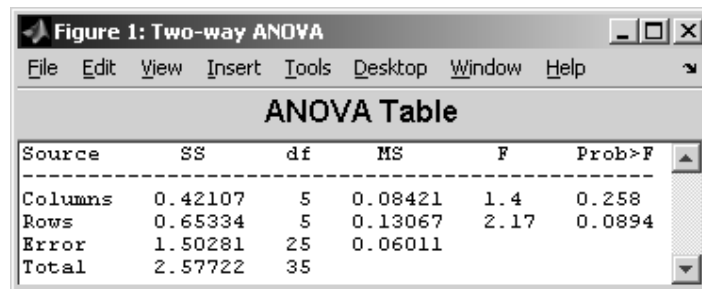 Figure 1: Two-way ANOVA
File Edit View Insert Tools Desktop Window Help
ANOVA Table
Source SS df MS F Prob>F
Columns 0.42107 5 0.08421 1.4 0.258
Rows 0.65334 5 0.13067 2.17 0.0894
Error 1.50281 25 0.06011
Total 2.57722 35